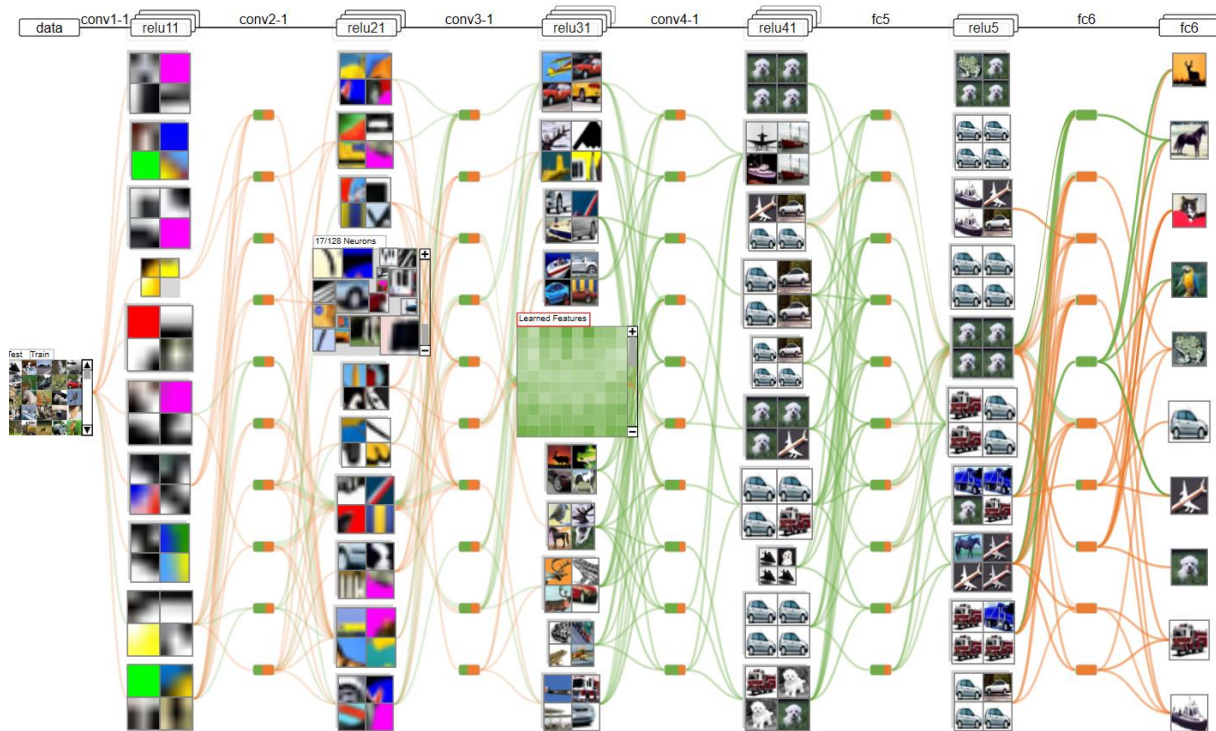 data
conv1-1
relu11
conv2-1
relu21
conv3-1
relu31
conv4-1
relu41
fc5
relu5
fc6
fc6
17/128 Neurons
Learned Features
Test Train